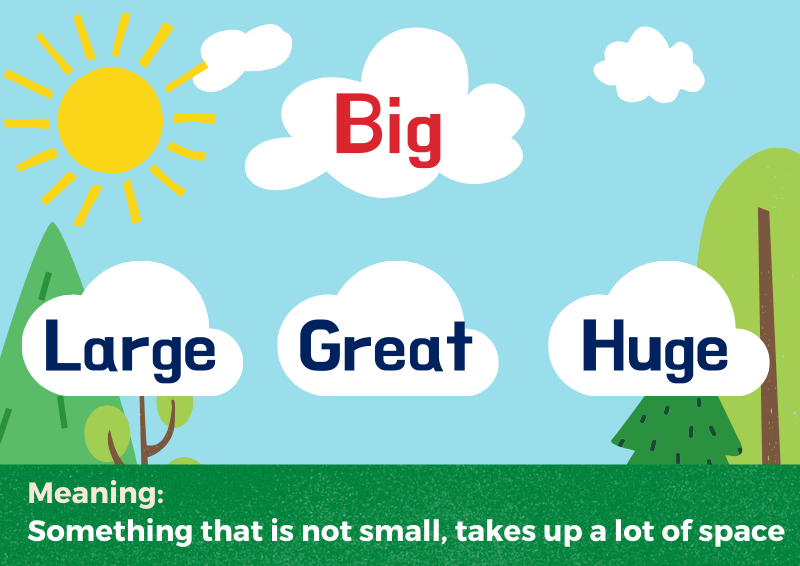 Big
Large Great Huge
Meaning:
Something that is not small, takes up a lot of space